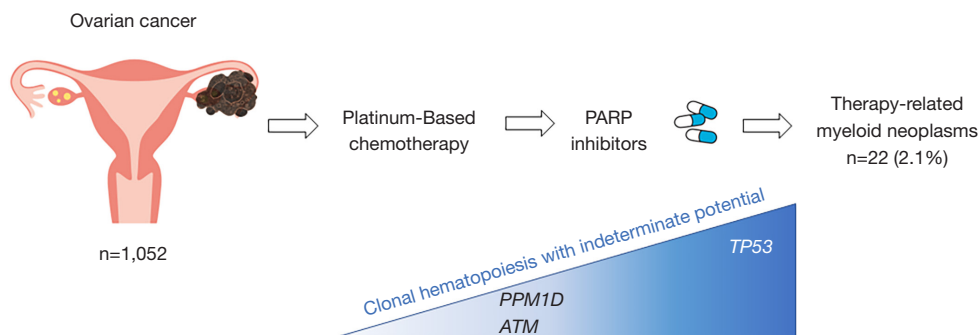 Ovarian cancer
n=1,052
Platinum-Based
chemotherapy
PARP
inhibitors
Therapy-related
myeloid neoplasms
n=22 (2.1%)
Clonal hematopoiesis with indeterminate potential
PPM1D
ATM
TP53